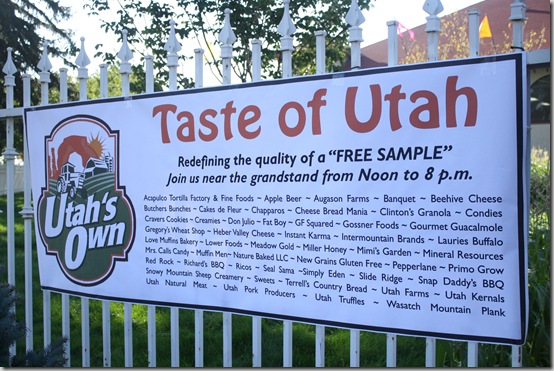 Utah's
Own
Taste of Utah
Redefining the quality of a "FREE SAMPLE"
Join us near the grandstand from Noon to 8 p.m.
Acapulco Tortilla Factory & Fine Foods ~ Apple Beer ~ Augason Farms ~ Banquet ~ Beehive Cheese
Butchers Bunches ~ Cakes de Fleur ~ Chapparos ~ Cheese Bread Mania ~ Clinton's Granola ~ Condies
Cravers Cookies ~ Creamies ~ Don Julio ~ Fat Boy ~ GF Squared ~ Gossner Foods ~ Gourmet Guacalmole
Gregory's Wheat Shop ~ Heber Valley Cheese ~ Instant Karma ~ Intermountain Brands ~ Lauries Buffalo
Love Muffins Bakery ~ Lower Foods ~ Meadow Gold ~ Miller Honey ~ Mimi's Garden ~ Mineral Resources
Mrs. Calls Candy ~ Muffin Men~ Nature Baked LLC ~ New Grains Gluten Free ~ Pepperlane ~ Primo Grow
Red Rock ~ Richard's BBQ ~ Ricos ~ Seal Sama ~Simply Eden ~ Slide Ridge ~ Snap Daddy's BBQ
Snowy Mountain Sheep Creamery ~ Sweets ~ Terrell's Country Bread ~ Utah Farms ~ Utah Kernals
Utah Natural Meat ~ Utah Pork Producers ~ Utah Truffles ~ Wasatch Mountain Plank